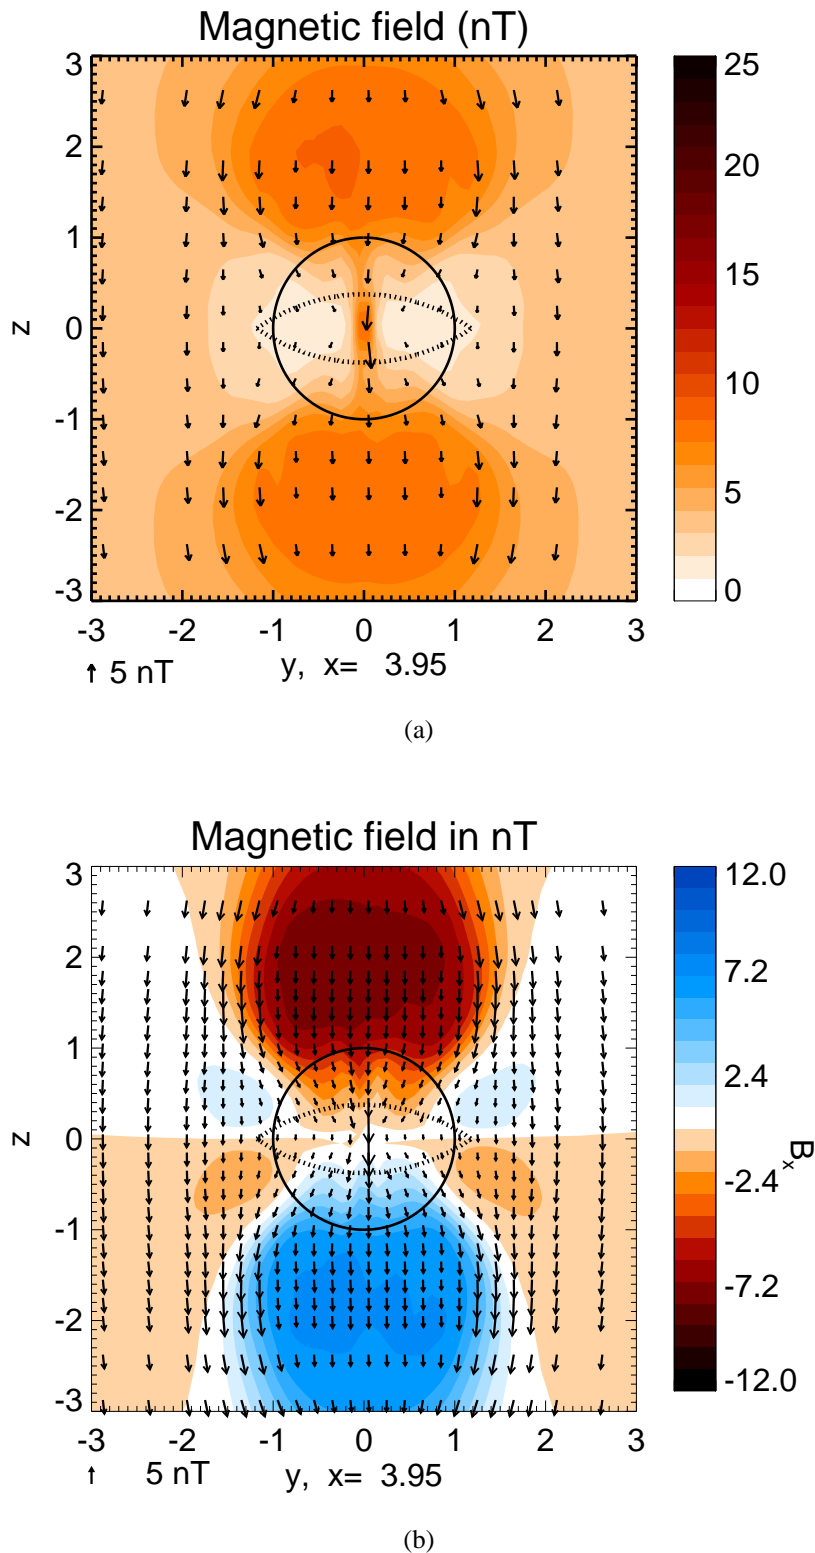 Magnetic field (nT)
3
2
1
0
-1
-2
-3
z
-3 -2 -1 0 1 2 3
5 nT
y, x= 3.95
25
20
15
10
5
0
(a)
Magnetic field in nT
3
2
1
0
-1
-2
-3
z
-3 -2 -1 0 1 2 3
5 nT
y, x= 3.95
12.0
7.2
2.4
-2.4
-7.2
-12.0
Bₓ
(b)